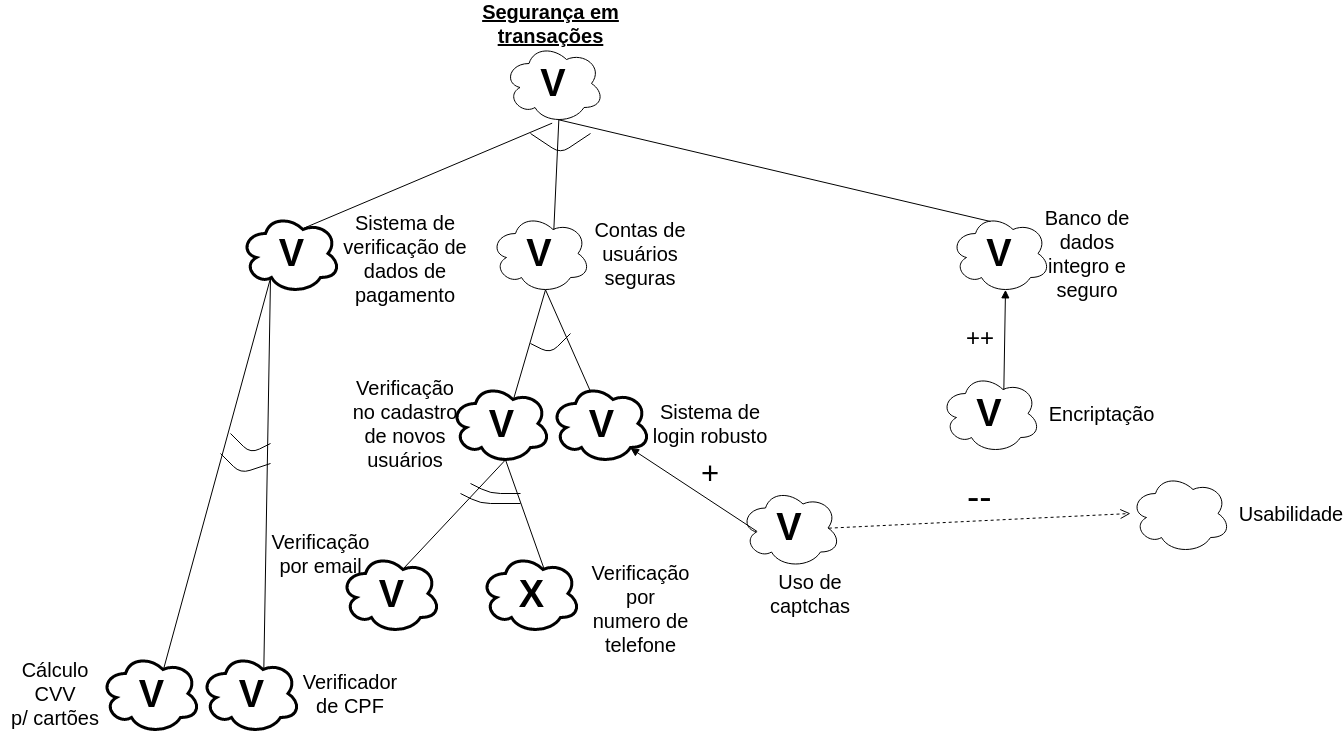 Segurança em
transações
V
V
Sistema de
verificação de
dados de
pagamento
V
Contas de
usuários
seguras
V
Banco de
dados
integro e
seguro
++
Verificação
no cadastro
de novos
usuários
V
V
Sistema de
login robusto
V
Encriptação
+
--
V
Uso de
captchas
Usabilidade
Verificação
por email
V
X
Verificação
por
numero de
telefone
Cálculo
CVV
p/ cartões
V
V
Verificador
de CPF